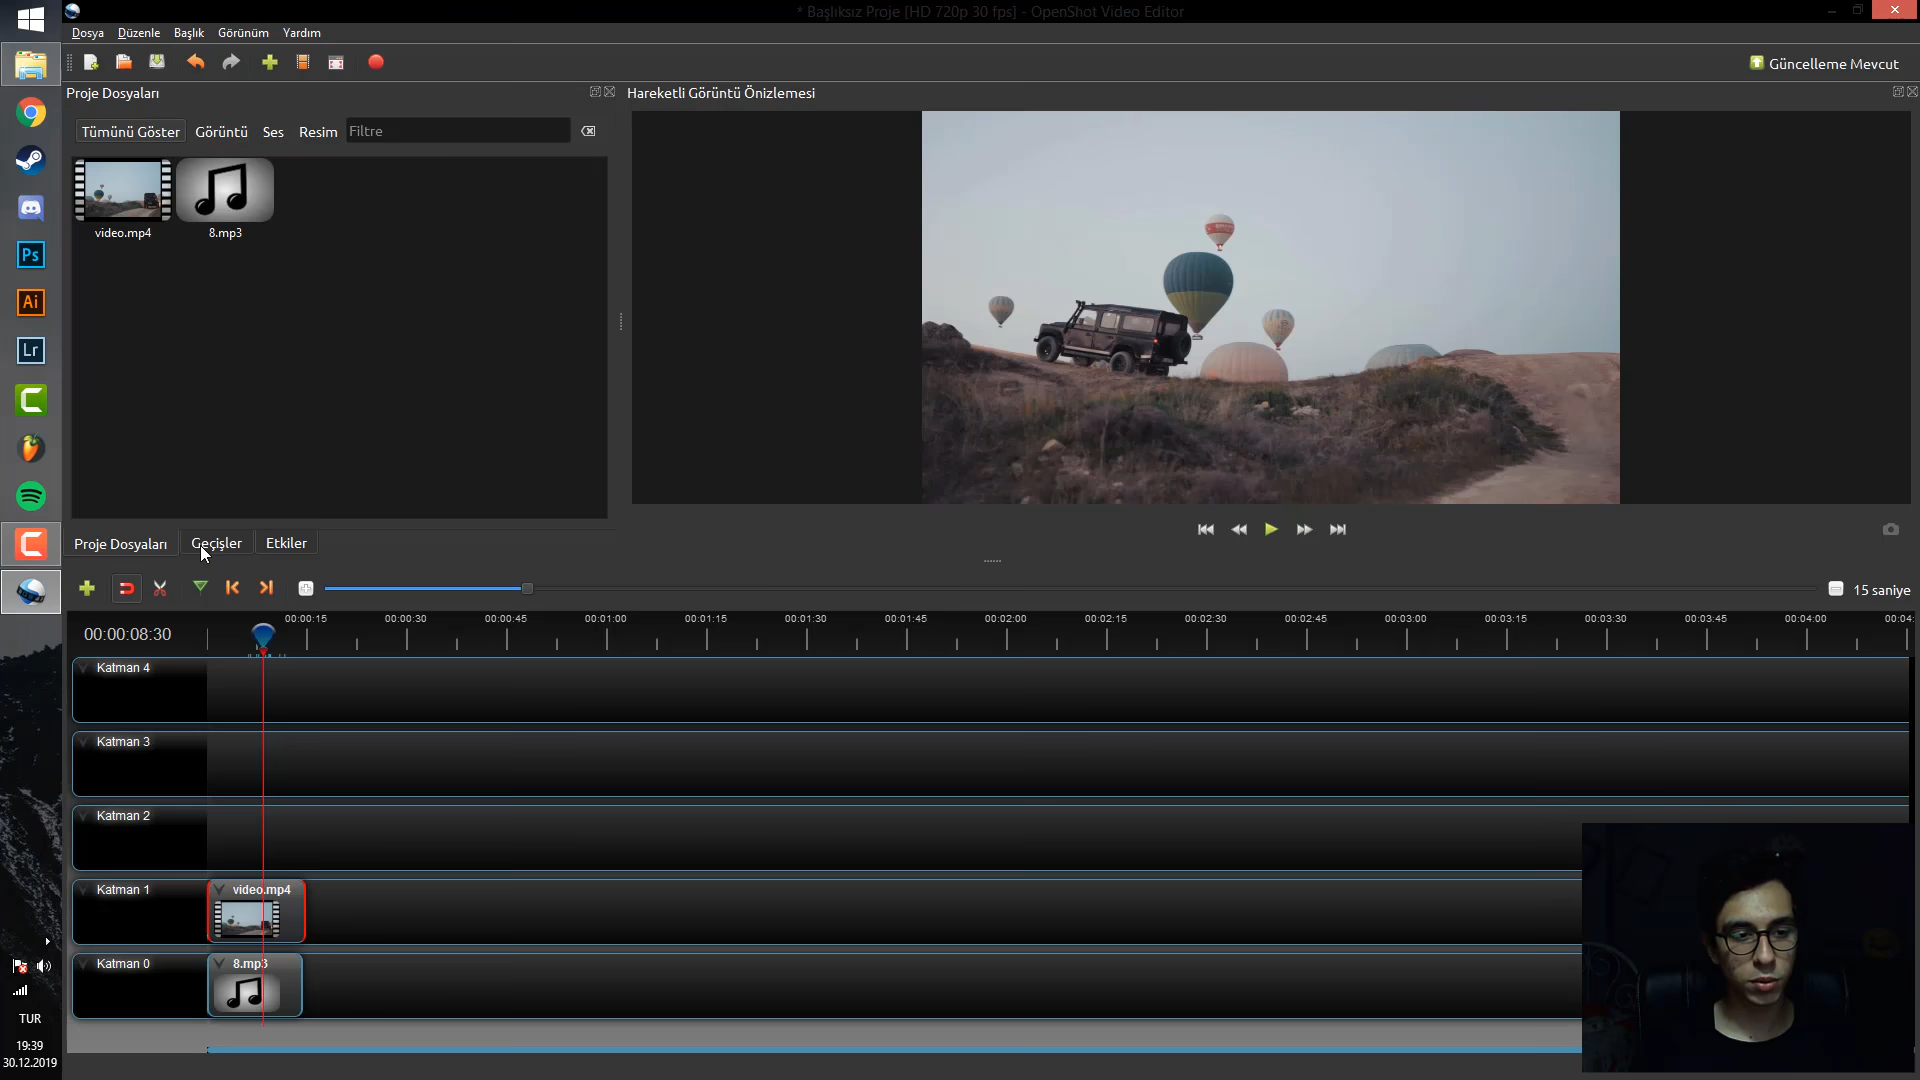 * Başlıksız Proje [HD 720p 30 fps] - OpenShot Video Editor
Dosya Düzenle Başlık Görünüm Yardım
Güncelleme Mevcut
Proje Dosyaları
Hareketli Görüntü Önizlemesi
Tümünü Göster Görüntü Ses Resim Filtre
video.mp4 8.mp3
Ps
Ai
Lr
Proje Dosyaları Geçişler Etkiler
15 saniye
00:00:08:30
00:00:15 00:00:30 00:00:45 00:01:00 00:01:15 00:01:30 00:01:45 00:02:00 00:02:15 00:02:30 00:02:45 00:03:00 00:03:15 00:03:30 00:03:45 00:04:00 00:04:
Katman 4
Katman 3
Katman 2
Katman 1 video.mp4
Katman 0 8.mp3
TUR
19:39
30.12.2019